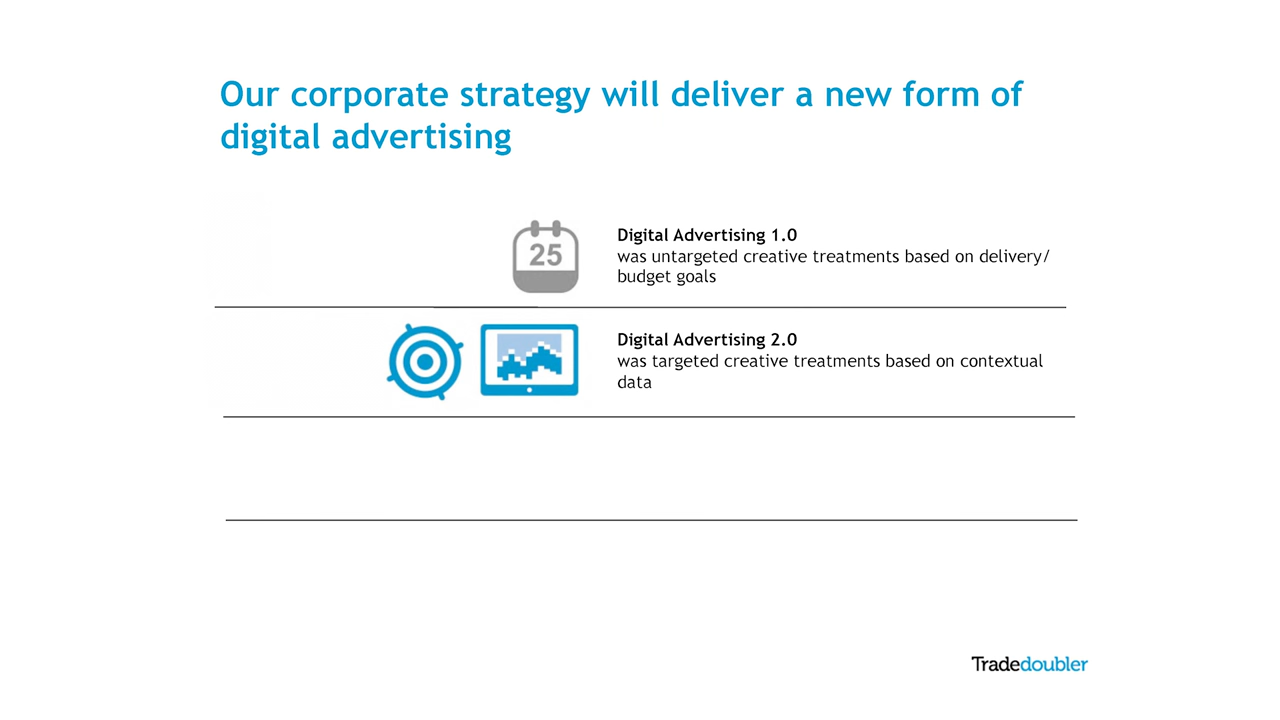 Our corporate strategy will deliver a new form of
digital advertising
25
Digital Advertising 1.0
was untargeted creative treatments based on delivery/
budget goals
Digital Advertising 2.0
was targeted creative treatments based on contextual
data
Tradedoubler